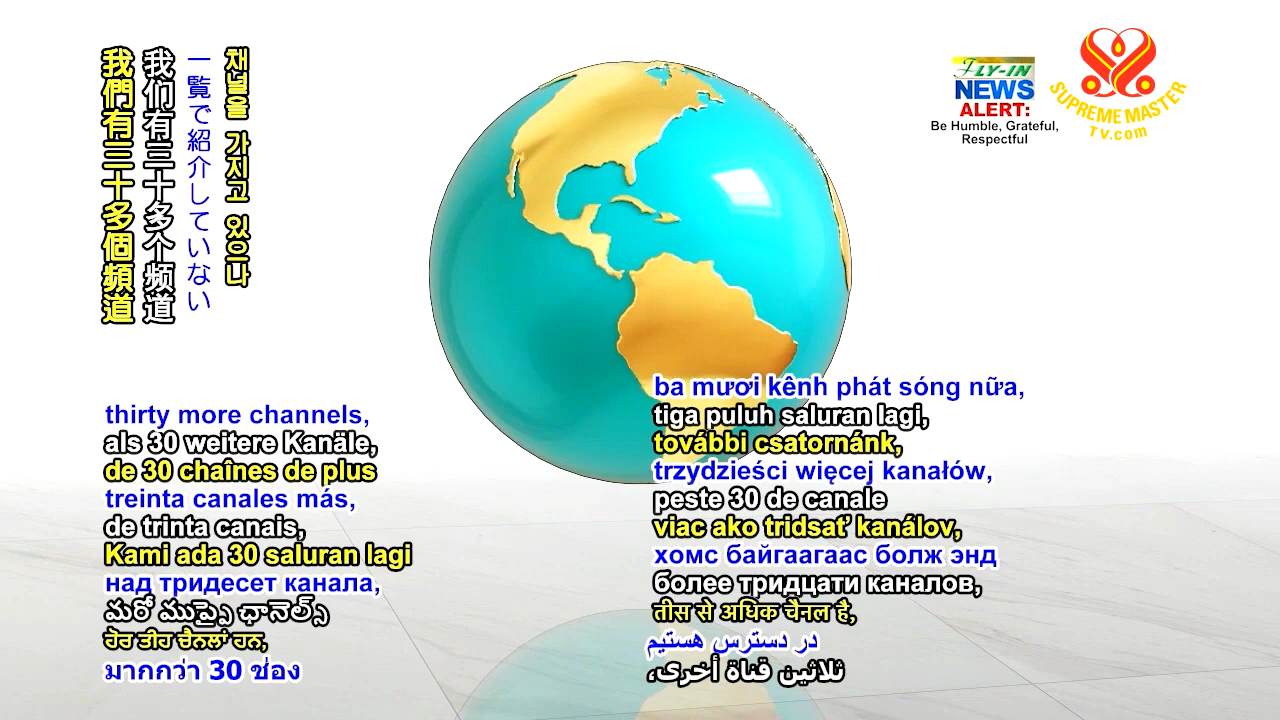 我們有三十多個頻道
我们有三十多个频道
一覧で紹介していない
채널을 가지고 있으나
FLY-IN
NEWS
ALERT:
Be Humble, Grateful,
Respectful
SUPREME MASTER
TV.com
thirty more channels,
als 30 weitere Kanäle,
de 30 chaînes de plus
treinta canales más,
de trinta canais,
Kami ada 30 saluran lagi
над тридесет канала,
మరో ముప్పై ఛానెల్స్
ਹੋਰ ਤੀਹ ਚੈਨਲਾਂ ਹਨ,
มากกว่า 30 ช่อง
ba mươi kênh phát sóng nữa,
tiga puluh saluran lagi,
további csatornánk,
trzydzieści więcej kanałów,
peste 30 de canale
viac ako tridsať kanálov,
хомс байгаагаас болж энд
более тридцати каналов,
तीस से अधिक चैनल है,
در دسترس هستیم
ثلاثين قناة أخرى،